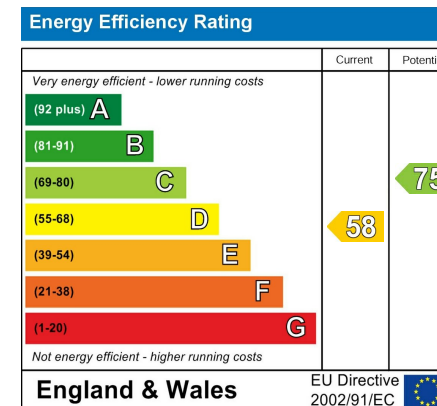 Energy Efficiency Rating
Current Potenti
Very energy efficient - lower running costs
(92 plus) A
(81-91) B
(69-80) C
75
(55-68) D
58
(39-54) E
(21-38) F
(1-20) G
Not energy efficient - higher running costs
England & Wales
EU Directive
2002/91/EC